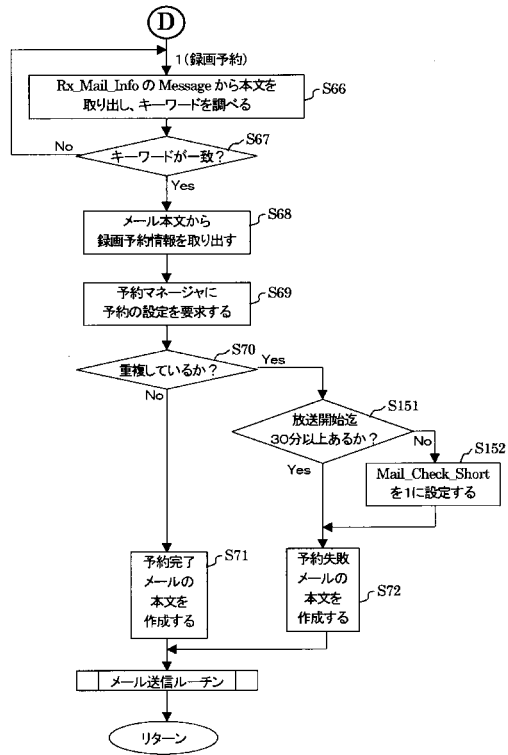 D
1(録画予約)
Rx_Mail_Info の Message から本文を
取り出し、キーワードを調べる
S66
No
キーワードが一致?
S67
Yes
メール本文から
録画予約情報を取り出す
S68
予約マネージャに
予約の設定を要求する
S69
重複しているか?
S70
Yes
No
放送開始迄
30分以上あるか?
S151
No
Yes
Mail_Check_Short
を1に設定する
S152
予約完了
メールの
本文を
作成する
S71
予約失敗
メールの
本文を
作成する
S72
メール送信ルーチン
リターン